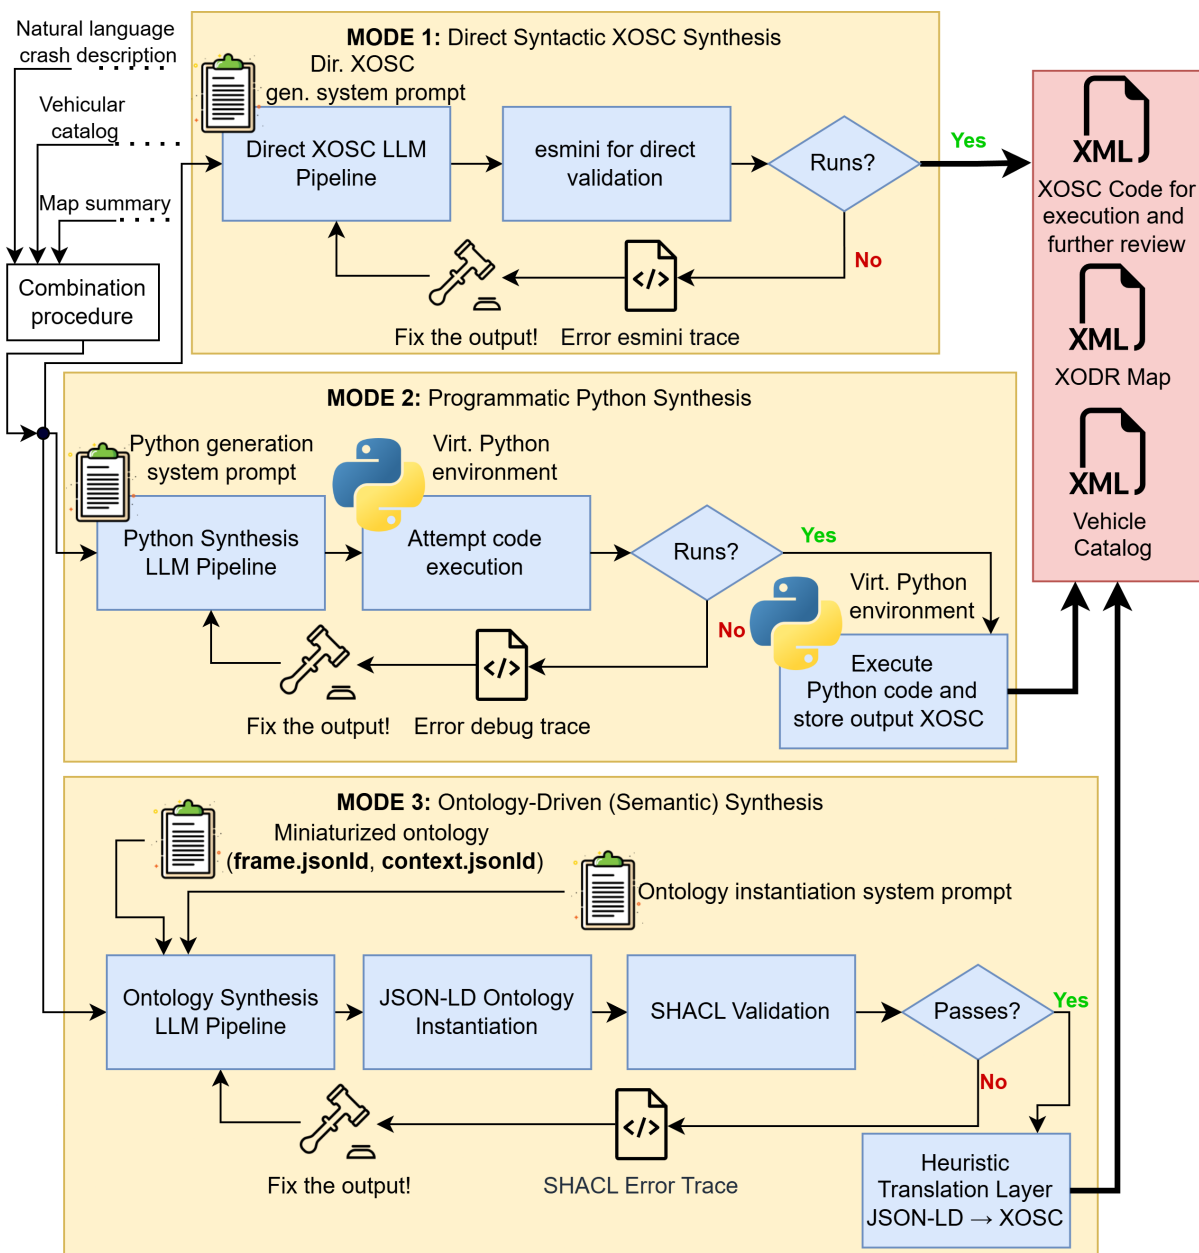 Natural language
crash description
Vehicular
catalog
Map summary
Combination
procedure
MODE 1: Direct Syntactic XOSC Synthesis
Dir. XOSC
gen. system prompt
Direct XOSC LLM
Pipeline
esmini for direct
validation
Runs?
Yes
No
Fix the output!
Error esmini trace
XML
XOSC Code for
execution and
further review
XML
XODR Map
XML
Vehicle
Catalog
MODE 2: Programmatic Python Synthesis
Python generation
system prompt
Virt. Python
environment
Python Synthesis
LLM Pipeline
Attempt code
execution
Runs?
Yes
No
Virt. Python
environment
Execute
Python code and
store output XOSC
Fix the output!
Error debug trace
MODE 3: Ontology-Driven (Semantic) Synthesis
Miniaturized ontology
(frame.jsonld, context.jsonld)
Ontology instantiation system prompt
Ontology Synthesis
LLM Pipeline
JSON-LD Ontology
Instantiation
SHACL Validation
Passes?
Yes
No
Fix the output!
SHACL Error Trace
Heuristic
Translation Layer
JSON-LD → XOSC